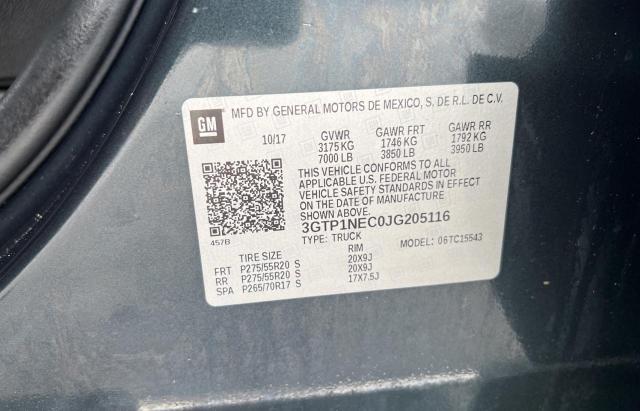 GM
MFD BY GENERAL MOTORS DE MEXICO, S. DE R.L. DE C.V.
10/17 GVWR GAWR FRT GAWR RR
3175 KG 1746 KG 1792 KG
7000 LB 3850 LB 3950 LB
THIS VEHICLE CONFORMS TO ALL
APPLICABLE U.S. FEDERAL MOTOR
VEHICLE SAFETY STANDARDS IN EFFECT
ON THE DATE OF MANUFACTURE
SHOWN ABOVE.
3GTP1NEC0JG205116
457B
TYPE: TRUCK MODEL: 06TC15543
TIRE SIZE RIM
FRT P275/55R20 S 20X9J
RR P275/55R20 S 20X9J
SPA P265/70R17 S 17X7.5J